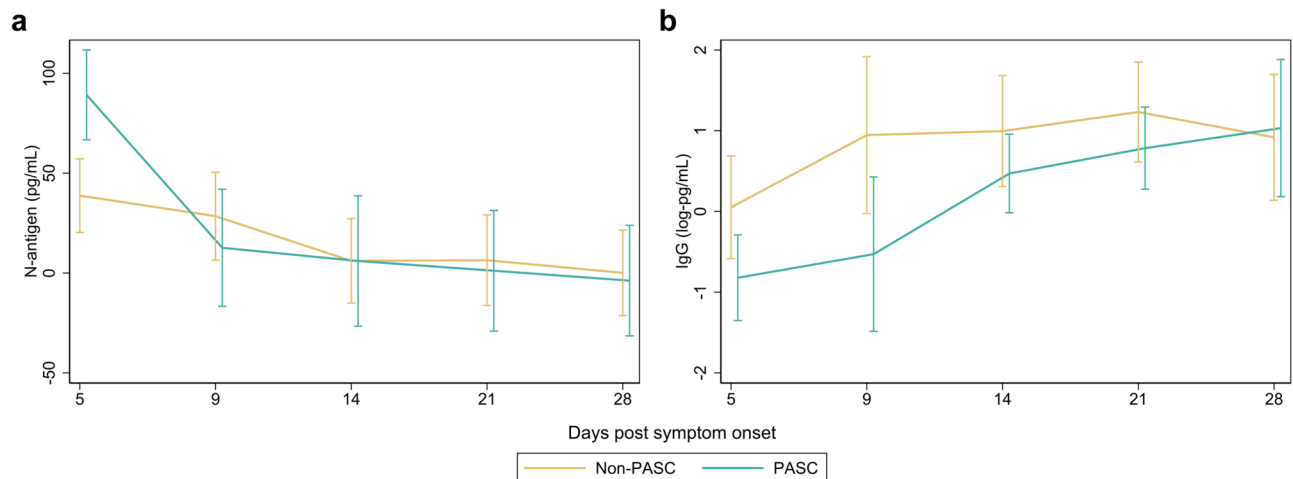 a
b
N-antigen (pg/mL)
100
50
0
-50
5 9 14 21 28
IgG (log-pg/mL)
2
1
0
-1
-2
5 9 14 21 28
Days post symptom onset
Non-PASC PASC